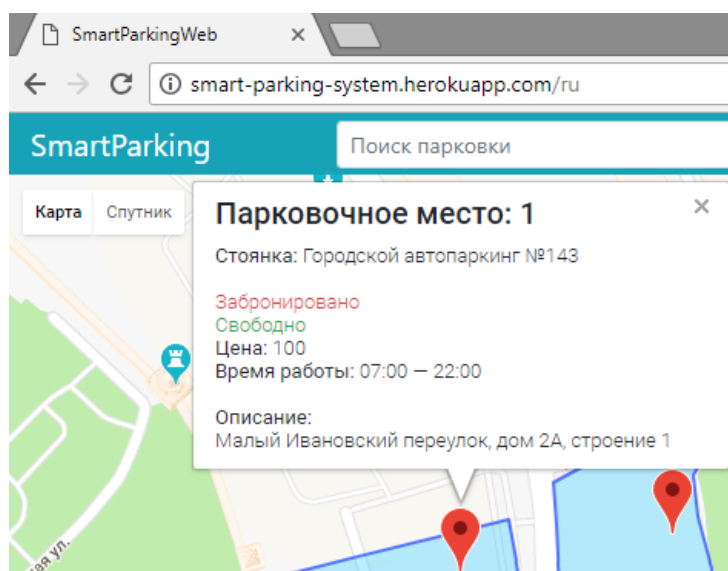 SmartParkingWeb
smart-parking-system.herokuapp.com/ru
SmartParking
Поиск парковки
Карта
Спутник
Парковочное место: 1
Стоянка: Городской автопаркинг №143
Забронировано
Свободно
Цена: 100
Время работы: 07:00 — 22:00
Описание:
Малый Ивановский переулок, дом 2А, строение 1
ул.